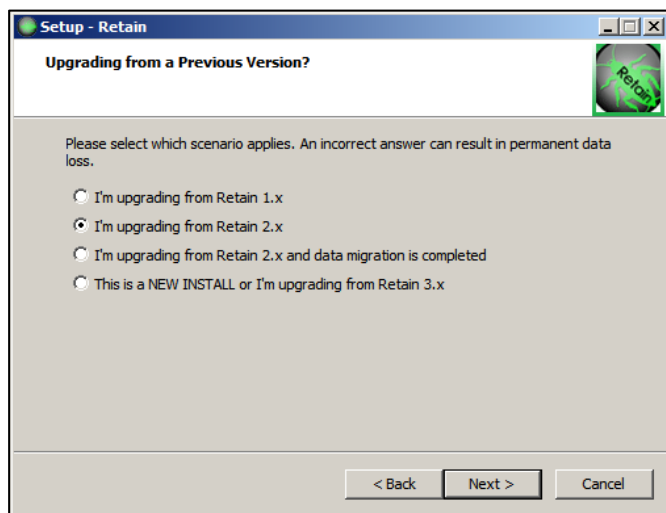 Setup - Retain
Upgrading from a Previous Version?
Retain
Please select which scenario applies. An incorrect answer can result in permanent data
loss.
I'm upgrading from Retain 1.x
I'm upgrading from Retain 2.x
I'm upgrading from Retain 2.x and data migration is completed
This is a NEW INSTALL or I'm upgrading from Retain 3.x
< Back Next > Cancel